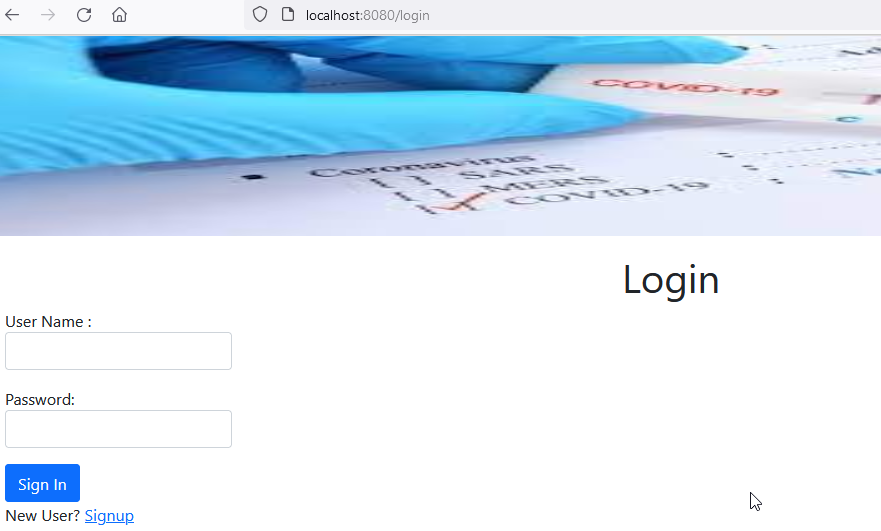 localhost:8080/login
COVID-19
Coronavirus
[ ] SARS
[ ] MERS
[✓] COVID-19
Login
User Name :
Password:
Sign In
New User? Signup